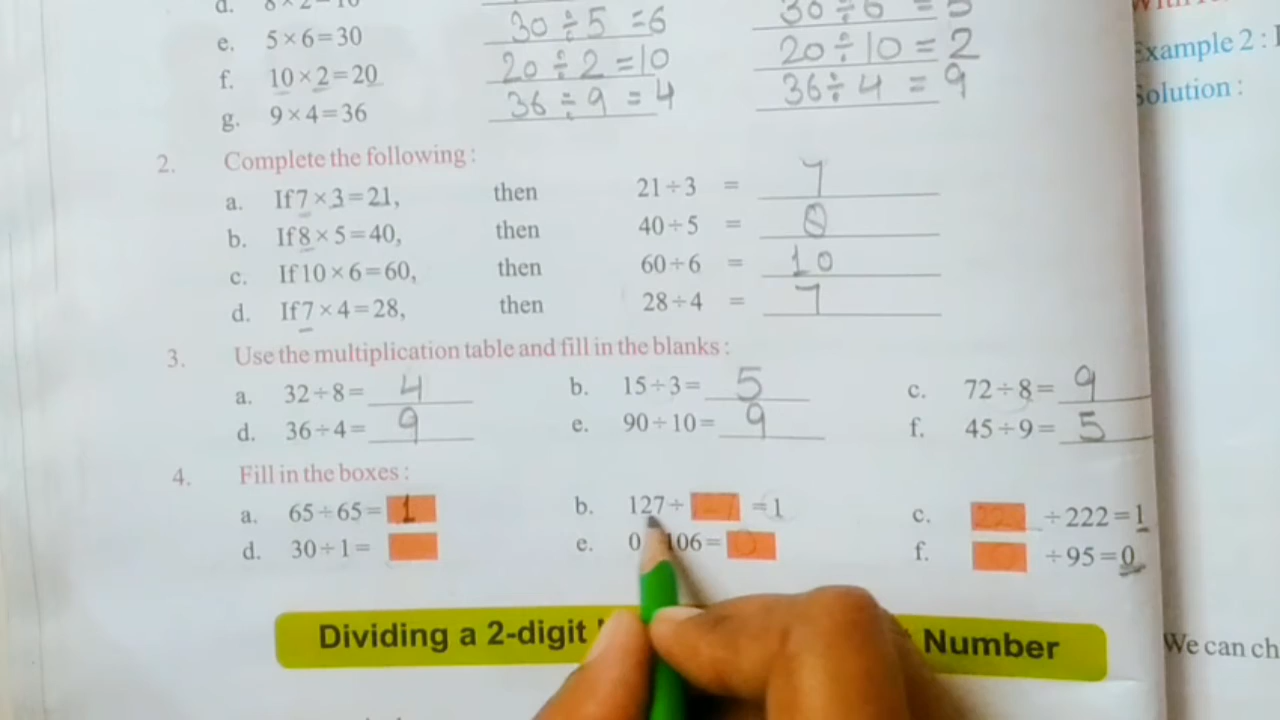 d. 8×2=16
e. 5×6=30 30÷5=6 30÷6=5
f. 10×2=20 20÷2=10 20÷10=2
g. 9×4=36 36÷9=4 36÷4=9
2. Complete the following:
a. If 7×3=21, then 21÷3 = 7
b. If 8×5=40, then 40÷5 = 8
c. If 10×6=60, then 60÷6 = 10
d. If 7×4=28, then 28÷4 = 7
3. Use the multiplication table and fill in the blanks:
a. 32÷8= 4 b. 15÷3= 5 c. 72÷8= 9
d. 36÷4= 9 e. 90÷10= 9 f. 45÷9= 5
4. Fill in the boxes:
a. 65÷65= 1 b. 127÷ =1 c. ÷222=1
d. 30÷1= e. 0 106= 0 f. 0 ÷95=0
Dividing a 2-digit Number
Example 2:
Solution:
We can ch